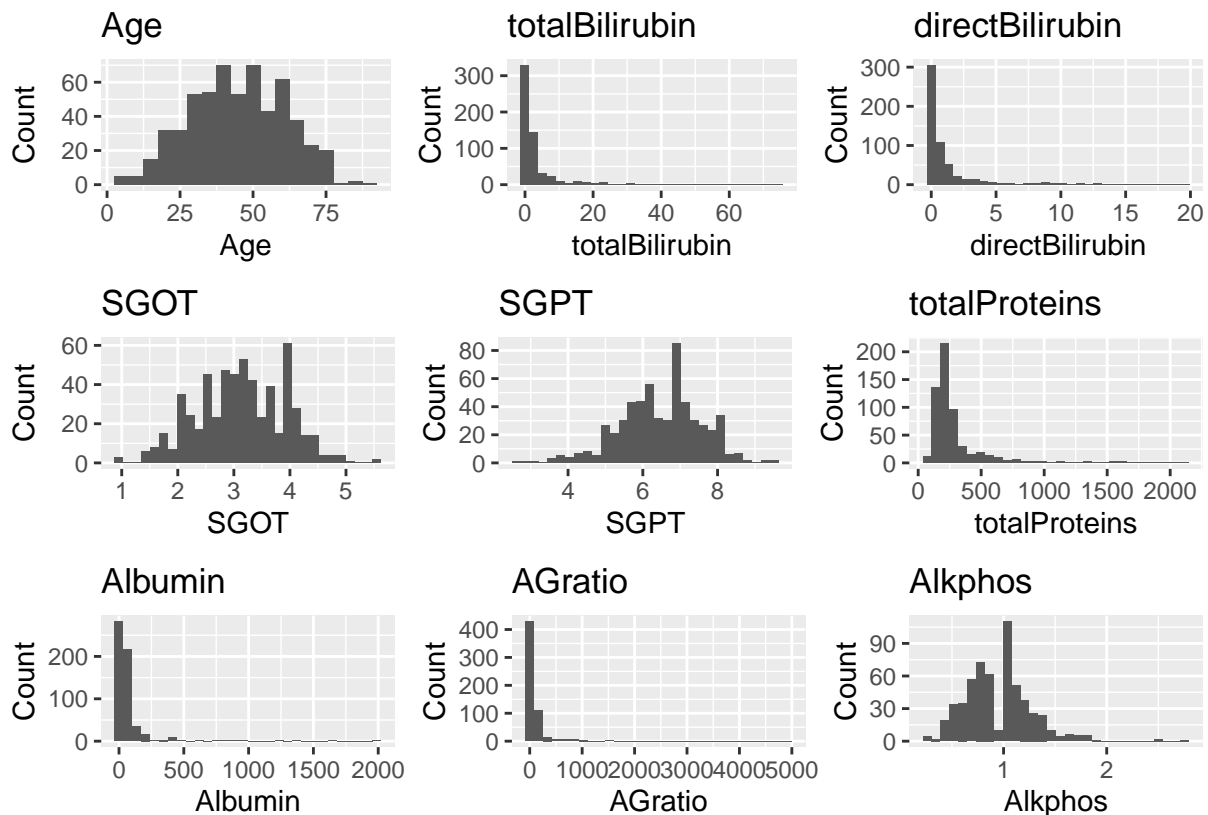 Age
totalBilirubin
directBilirubin
Count
60
40
20
0
0
25
50
75
Age
Count
300
200
100
0
0
20
40
60
totalBilirubin
Count
300
200
100
0
0
5
10
15
20
directBilirubin
SGOT
SGPT
totalProteins
Count
60
40
20
0
1
2
3
4
5
SGOT
Count
80
60
40
20
0
4
6
8
SGPT
Count
200
150
100
50
0
0
500
1000
1500
2000
totalProteins
Albumin
AGratio
Alkphos
Count
200
100
0
0
500
1000
1500
2000
Albumin
Count
400
300
200
100
0
0
1000
2000
3000
4000
5000
AGratio
Count
90
60
30
0
1
2
Alkphos